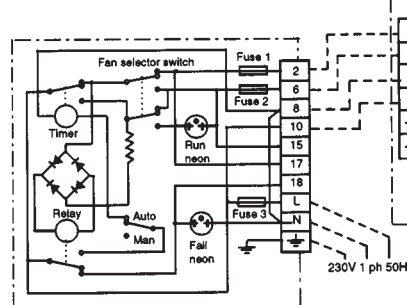 Fan selector switch
Fuse 1
2
Fuse 2
6
8
Timer
10
Run
neon
15
17
18
Relay
Auto
Man
Fuse 3
L
N
Fail
neon
230V 1 ph 50H